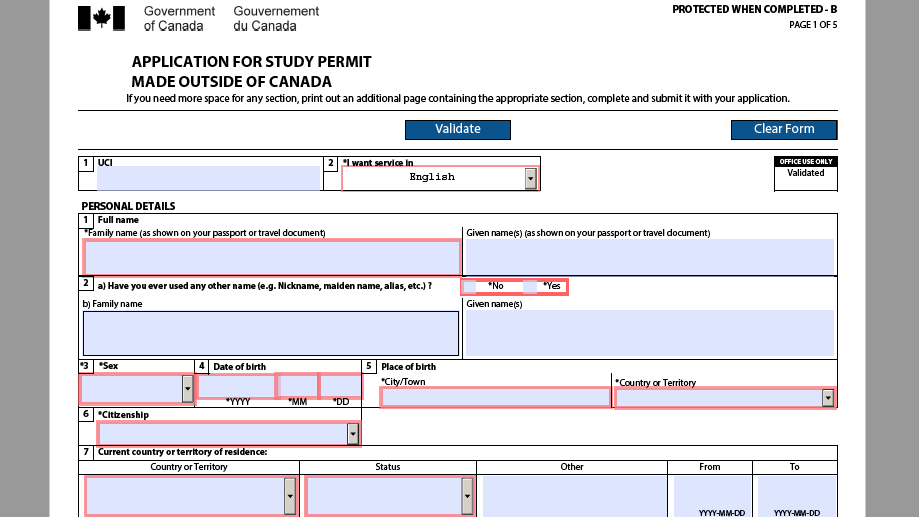 Government of Canada
Gouvernement du Canada
PROTECTED WHEN COMPLETED - B
PAGE 1 OF 5
APPLICATION FOR STUDY PERMIT
MADE OUTSIDE OF CANADA
If you need more space for any section, print out an additional page containing the appropriate section, complete and submit it with your application.
Validate
Clear Form
1 UCI
2 *I want service in
English
OFFICE USE ONLY
Validated
PERSONAL DETAILS
1 Full name
*Family name (as shown on your passport or travel document)
Given name(s) (as shown on your passport or travel document)
2 a) Have you ever used any other name (e.g. Nickname, maiden name, alias, etc.) ?
*No *Yes
b) Family name
Given name(s)
*3 *Sex
4 Date of birth
*YYYY *MM *DD
5 Place of birth
*City/Town
*Country or Territory
6 *Citizenship
7 Current country or territory of residence:
Country or Territory Status Other From To
YYYY-MM-DD YYYY-MM-DD